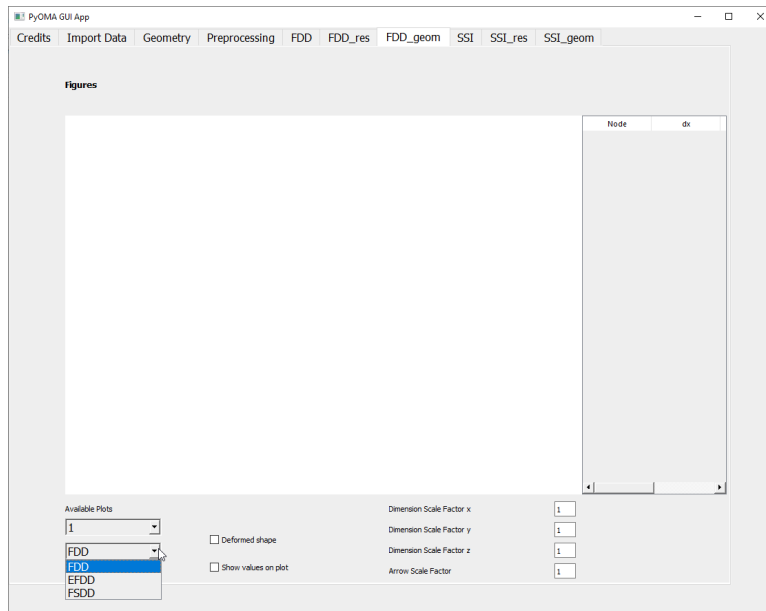 PyOMA GUI App
Credits Import Data Geometry Preprocessing FDD FDD_res FDD_geom SSI SSI_res SSI_geom
Figures
Node dx
Available Plots
1
FDD
FDD
EFDD
FSDD
Deformed shape
Show values on plot
Dimension Scale Factor x 1
Dimension Scale Factor y 1
Dimension Scale Factor z 1
Arrow Scale Factor 1